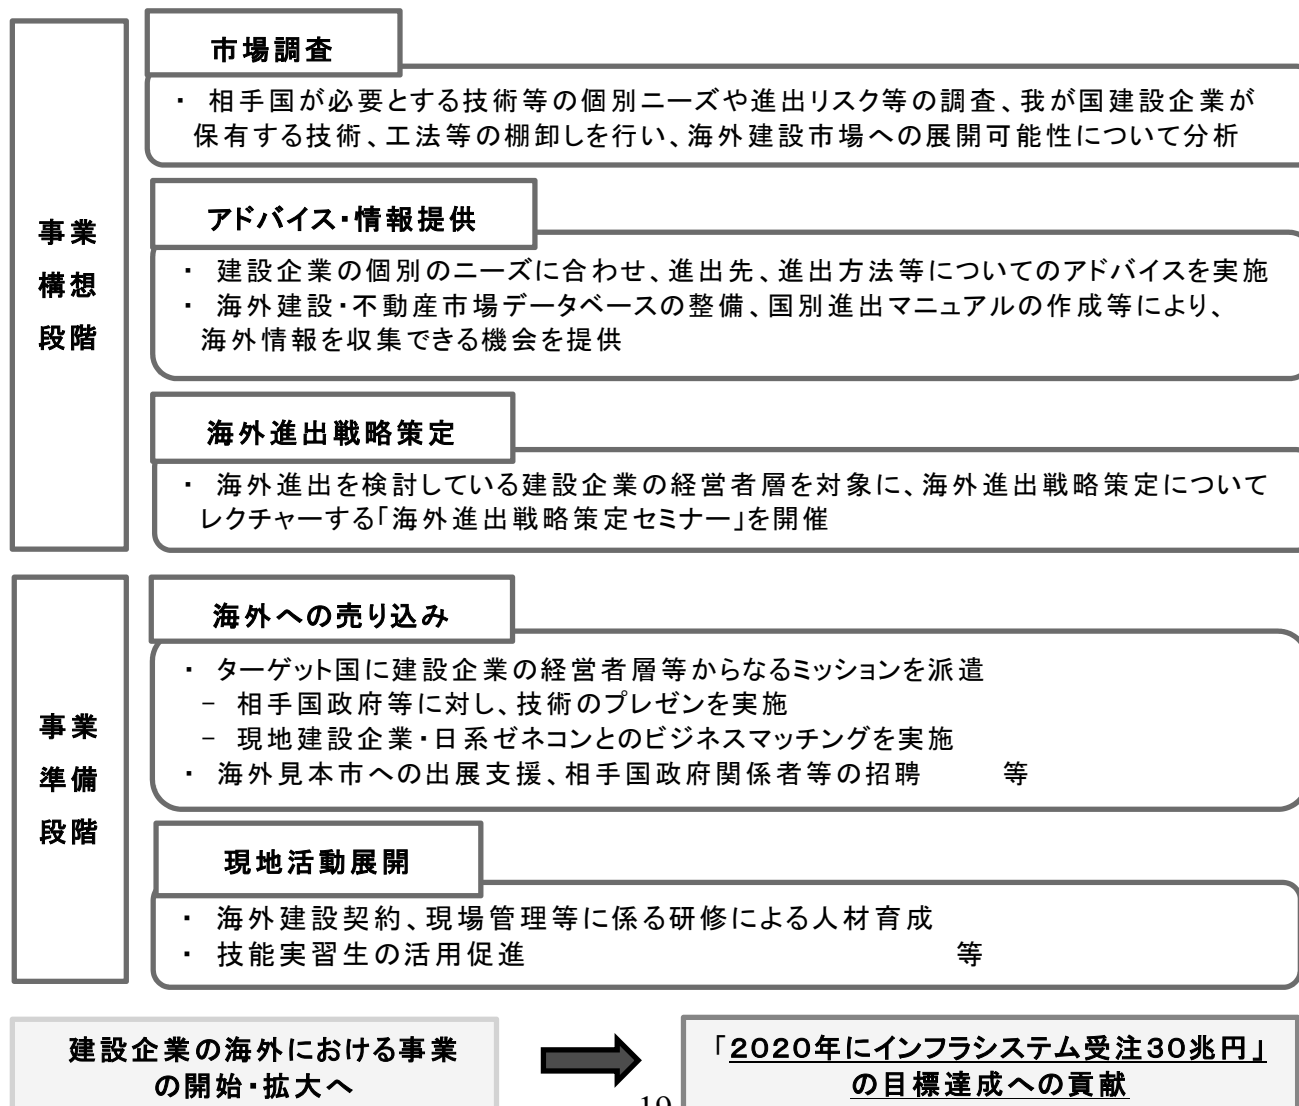 事業
構想
段階
市場調査
・ 相手国が必要とする技術等の個別ニーズや進出リスク等の調査、我が国建設企業が
保有する技術、工法等の棚卸しを行い、海外建設市場への展開可能性について分析
アドバイス・情報提供
・ 建設企業の個別のニーズに合わせ、進出先、進出方法等についてのアドバイスを実施
・ 海外建設・不動産市場データベースの整備、国別進出マニュアルの作成等により、
海外情報を収集できる機会を提供
海外進出戦略策定
・ 海外進出を検討している建設企業の経営者層を対象に、海外進出戦略策定について
レクチャーする「海外進出戦略策定セミナー」を開催
事業
準備
段階
海外への売り込み
・ ターゲット国に建設企業の経営者層等からなるミッションを派遣
− 相手国政府等に対し、技術のプレゼンを実施
− 現地建設企業・日系ゼネコンとのビジネスマッチングを実施
・ 海外見本市への出展支援、相手国政府関係者等の招聘 等
現地活動展開
・ 海外建設契約、現場管理等に係る研修による人材育成
・ 技能実習生の活用促進 等
建設企業の海外における事業
の開始・拡大へ
「2020年にインフラシステム受注30兆円」
の目標達成への貢献